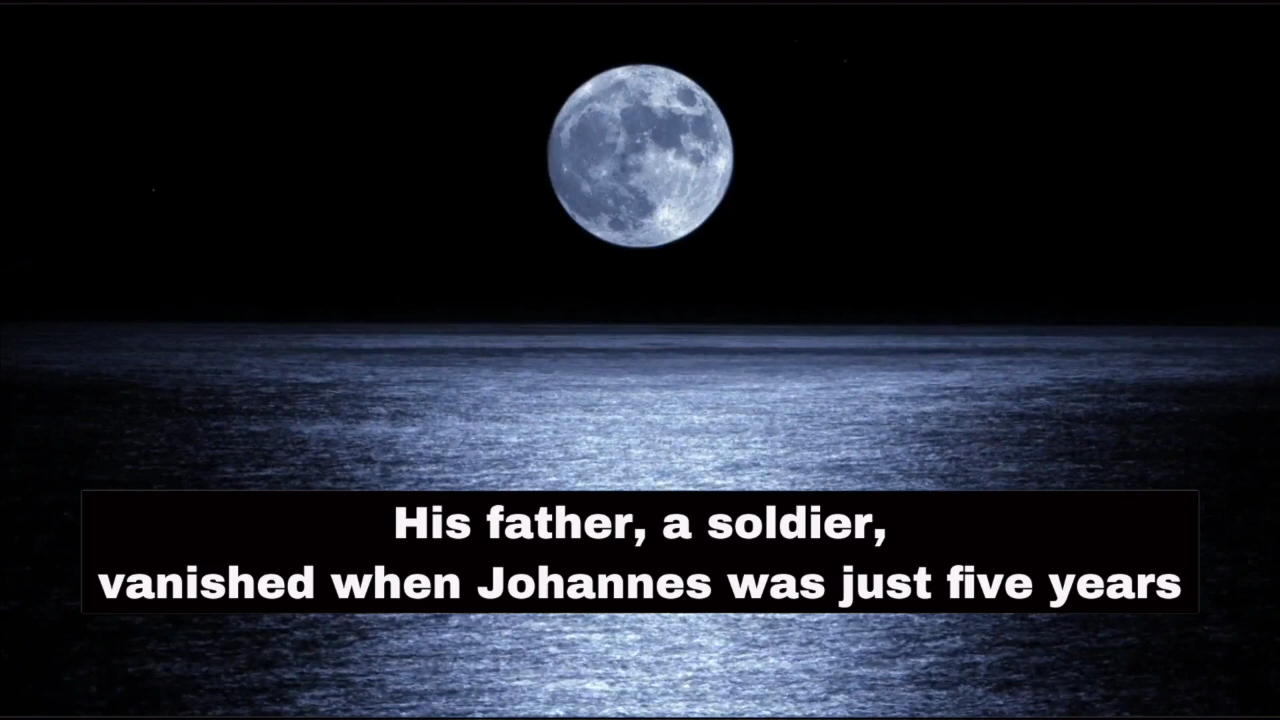 His father, a soldier,
vanished when Johannes was just five years